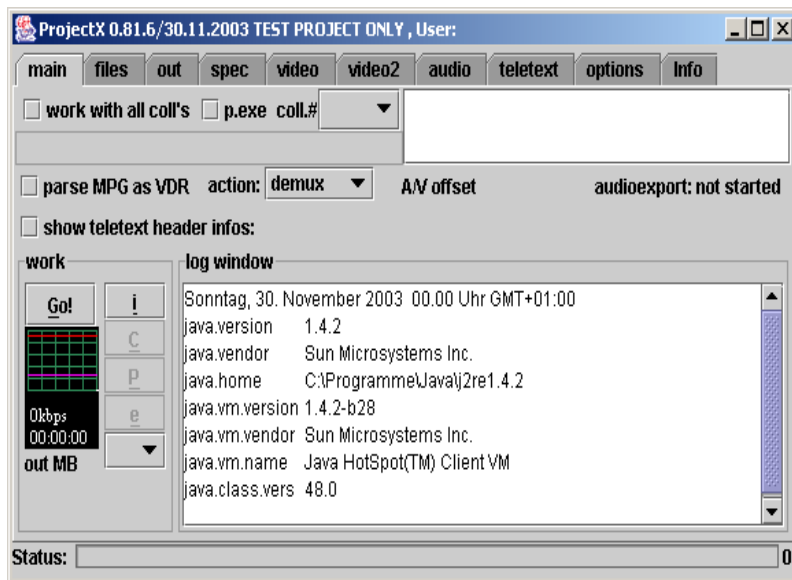 ProjectX 0.81.6/30.11.2003 TEST PROJECT ONLY , User:
main files out spec video video2 audio teletext options Info
work with all coll's p.exe coll.#
parse MPG as VDR action: demux A/V offset audioexport: not started
show teletext header infos:
work
Go! i
C
P
e
0kbps
00:00:00
out MB
log window
Sonntag, 30. November 2003 00.00 Uhr GMT+01:00
java.version 1.4.2
java.vendor Sun Microsystems Inc.
java.home C:\Programme\Java\j2re1.4.2
java.vm.version 1.4.2-b28
java.vm.vendor Sun Microsystems Inc.
java.vm.name Java HotSpot(TM) Client VM
java.class.vers 48.0
Status: 0